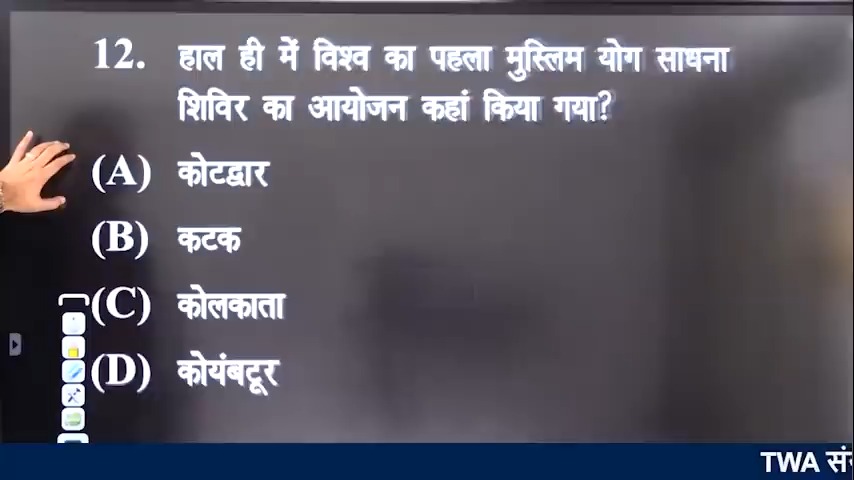 12. हाल ही में विश्व का पहला मुस्लिम योग साधना
शिविर का आयोजन कहां किया गया?
(A) कोटद्वार
(B) कटक
(C) कोलकाता
(D) कोयंबटूर
TWA सं